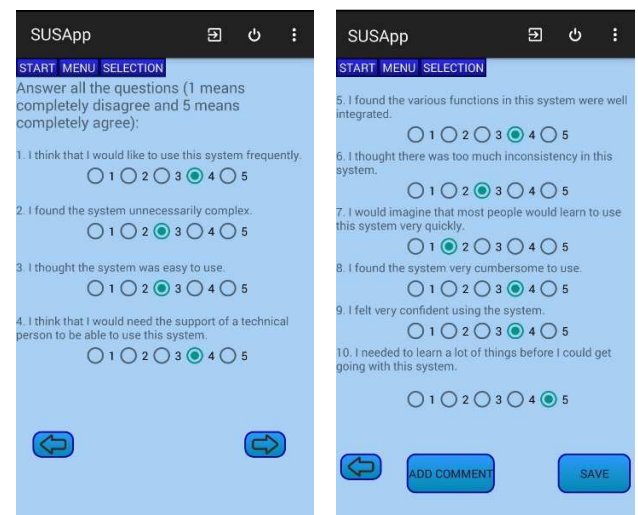 SUSApp
START MENU SELECTION
Answer all the questions (1 means
completely disagree and 5 means
completely agree):
1. I think that I would like to use this system frequently.
1 2 3 4 5
2. I found the system unnecessarily complex.
1 2 3 4 5
3. I thought the system was easy to use.
1 2 3 4 5
4. I think that I would need the support of a technical
person to be able to use this system.
1 2 3 4 5
SUSApp
START MENU SELECTION
5. I found the various functions in this system were well
integrated.
1 2 3 4 5
6. I thought there was too much inconsistency in this
system.
1 2 3 4 5
7. I would imagine that most people would learn to use
this system very quickly.
1 2 3 4 5
8. I found the system very cumbersome to use.
1 2 3 4 5
9. I felt very confident using the system.
1 2 3 4 5
10. I needed to learn a lot of things before I could get
going with this system.
1 2 3 4 5
ADD COMMENT SAVE